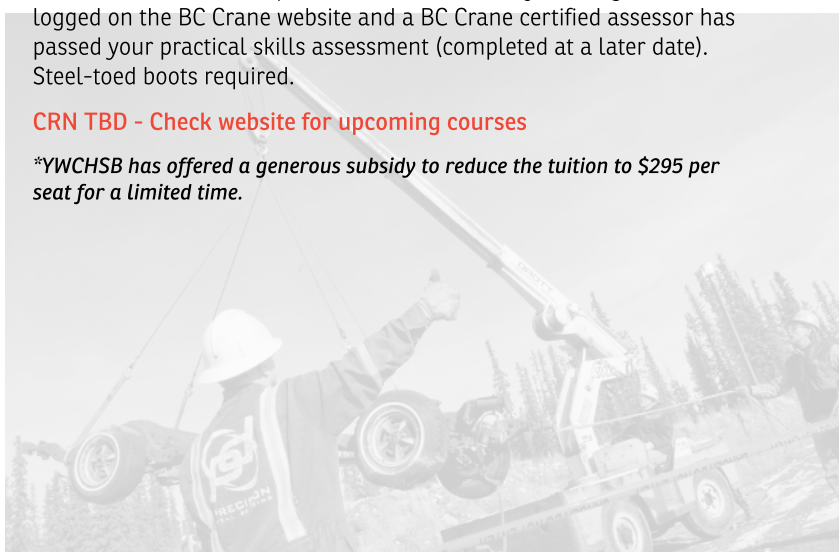 logged on the BC Crane website and a BC Crane certified assessor has
passed your practical skills assessment (completed at a later date).
Steel-toed boots required.
CRN TBD - Check website for upcoming courses
*YWCHSB has offered a generous subsidy to reduce the tuition to $295 per
seat for a limited time.